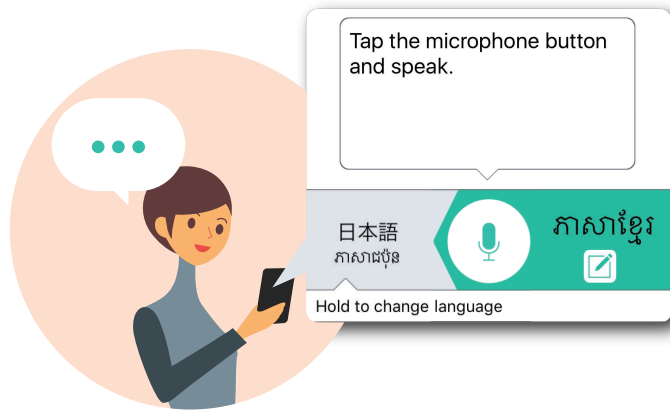 Tap the microphone button
and speak.
日本語
ភាសាជប៉ុន
ភាសាខ្មែរ
Hold to change language